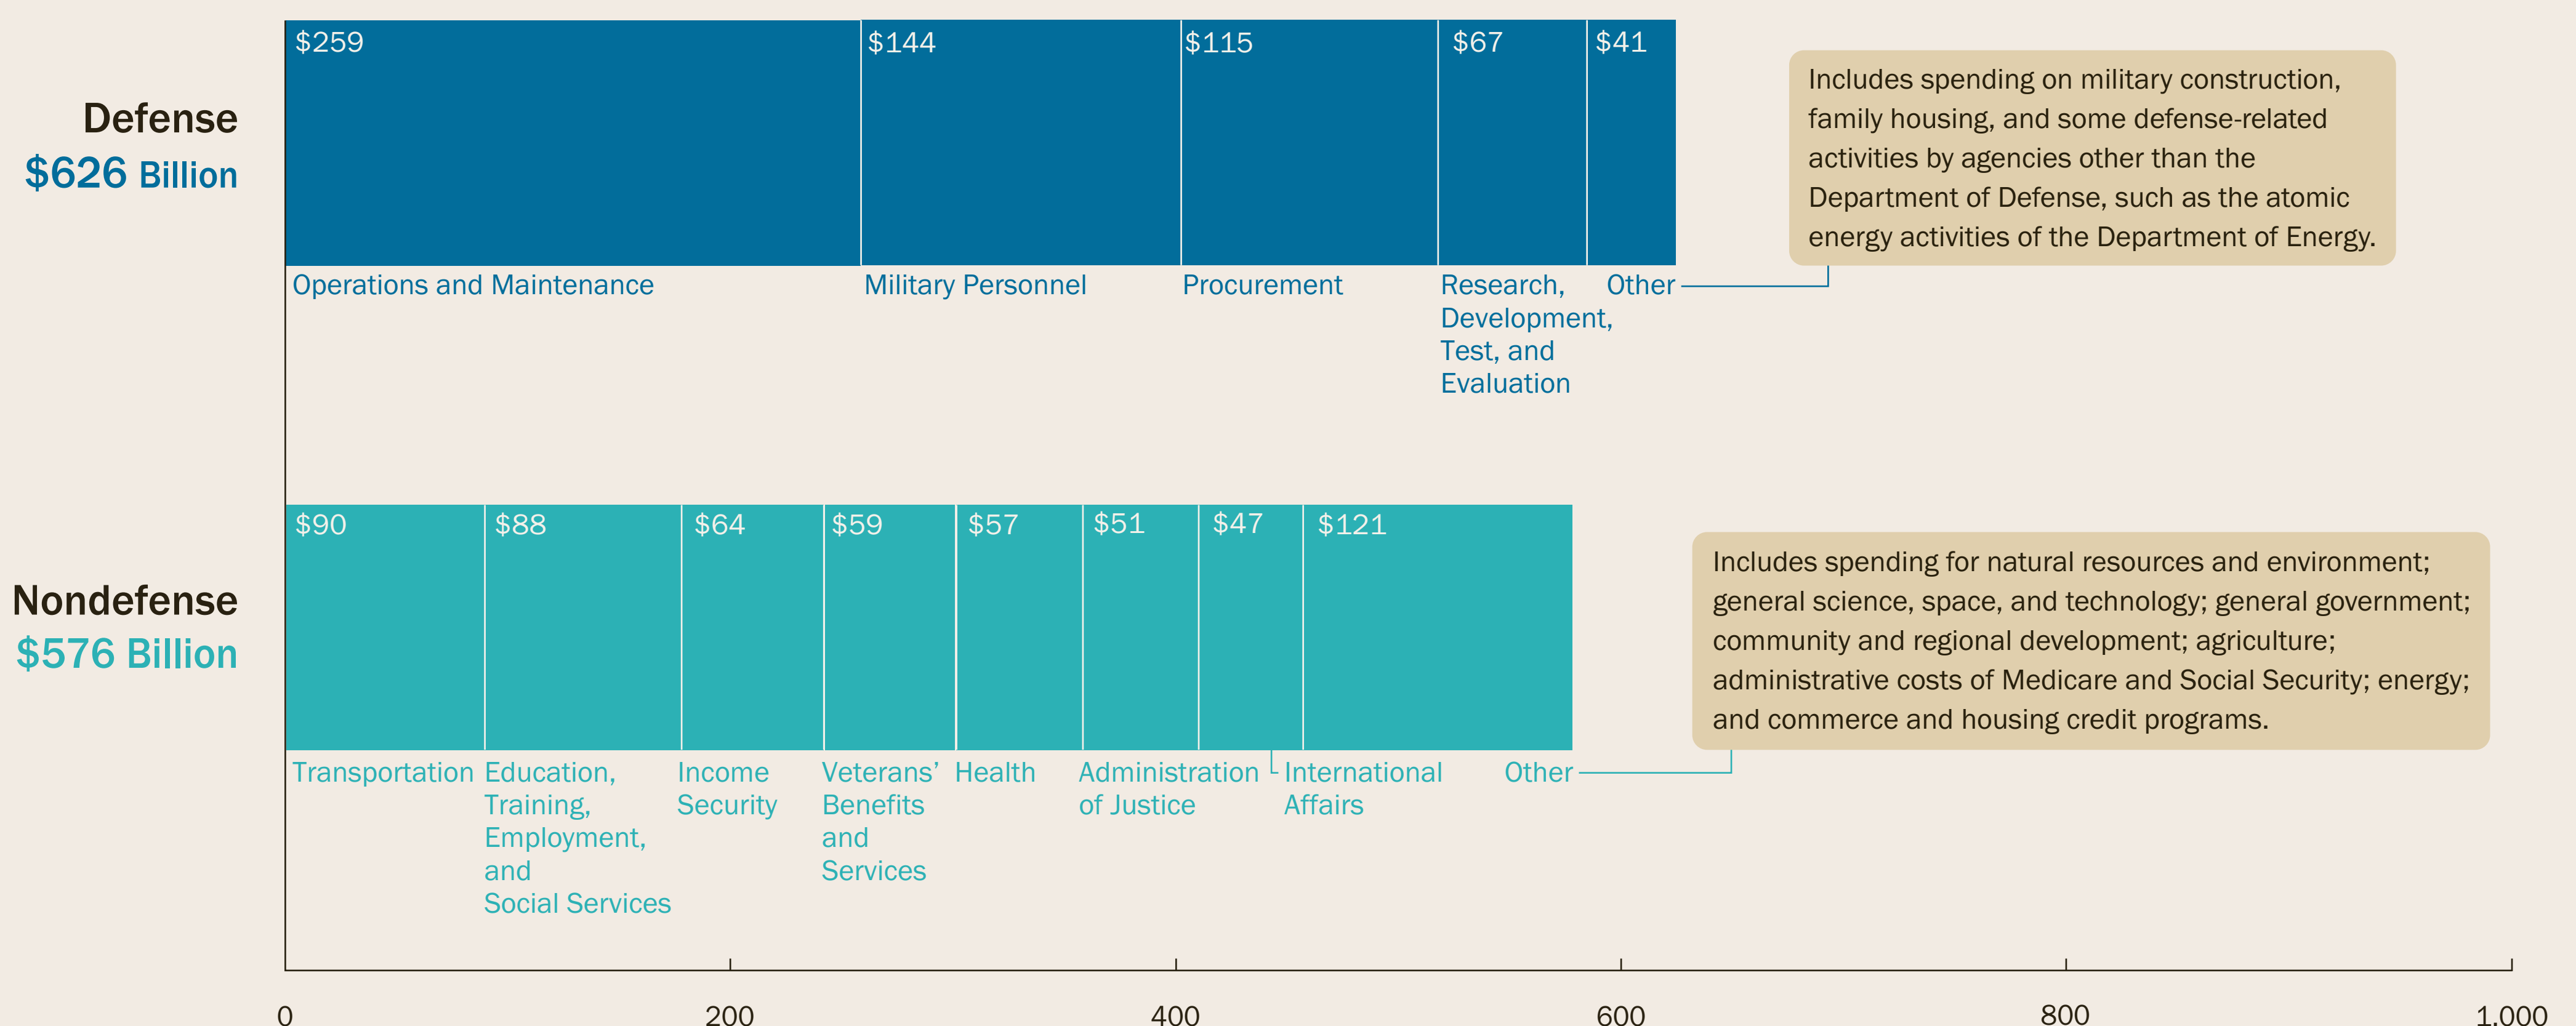 $259 $144 $115 $67 $41
Defense
$626 Billion
Operations and Maintenance
Military Personnel
Procurement
Research,
Development,
Test, and
Evaluation
Other
Includes spending on military construction,
family housing, and some defense-related
activities by agencies other than the
Department of Defense, such as the atomic
energy activities of the Department of Energy.
$90 $88 $64 $59 $57 $51 $47 $121
Nondefense
$576 Billion
Transportation
Education,
Training,
Employment,
and
Social Services
Income
Security
Veterans’
Benefits
and
Services
Health
Administration
of Justice
International
Affairs
Other
Includes spending for natural resources and environment;
general science, space, and technology; general government;
community and regional development; agriculture;
administrative costs of Medicare and Social Security; energy;
and commerce and housing credit programs.
0 200 400 600 800 1,000